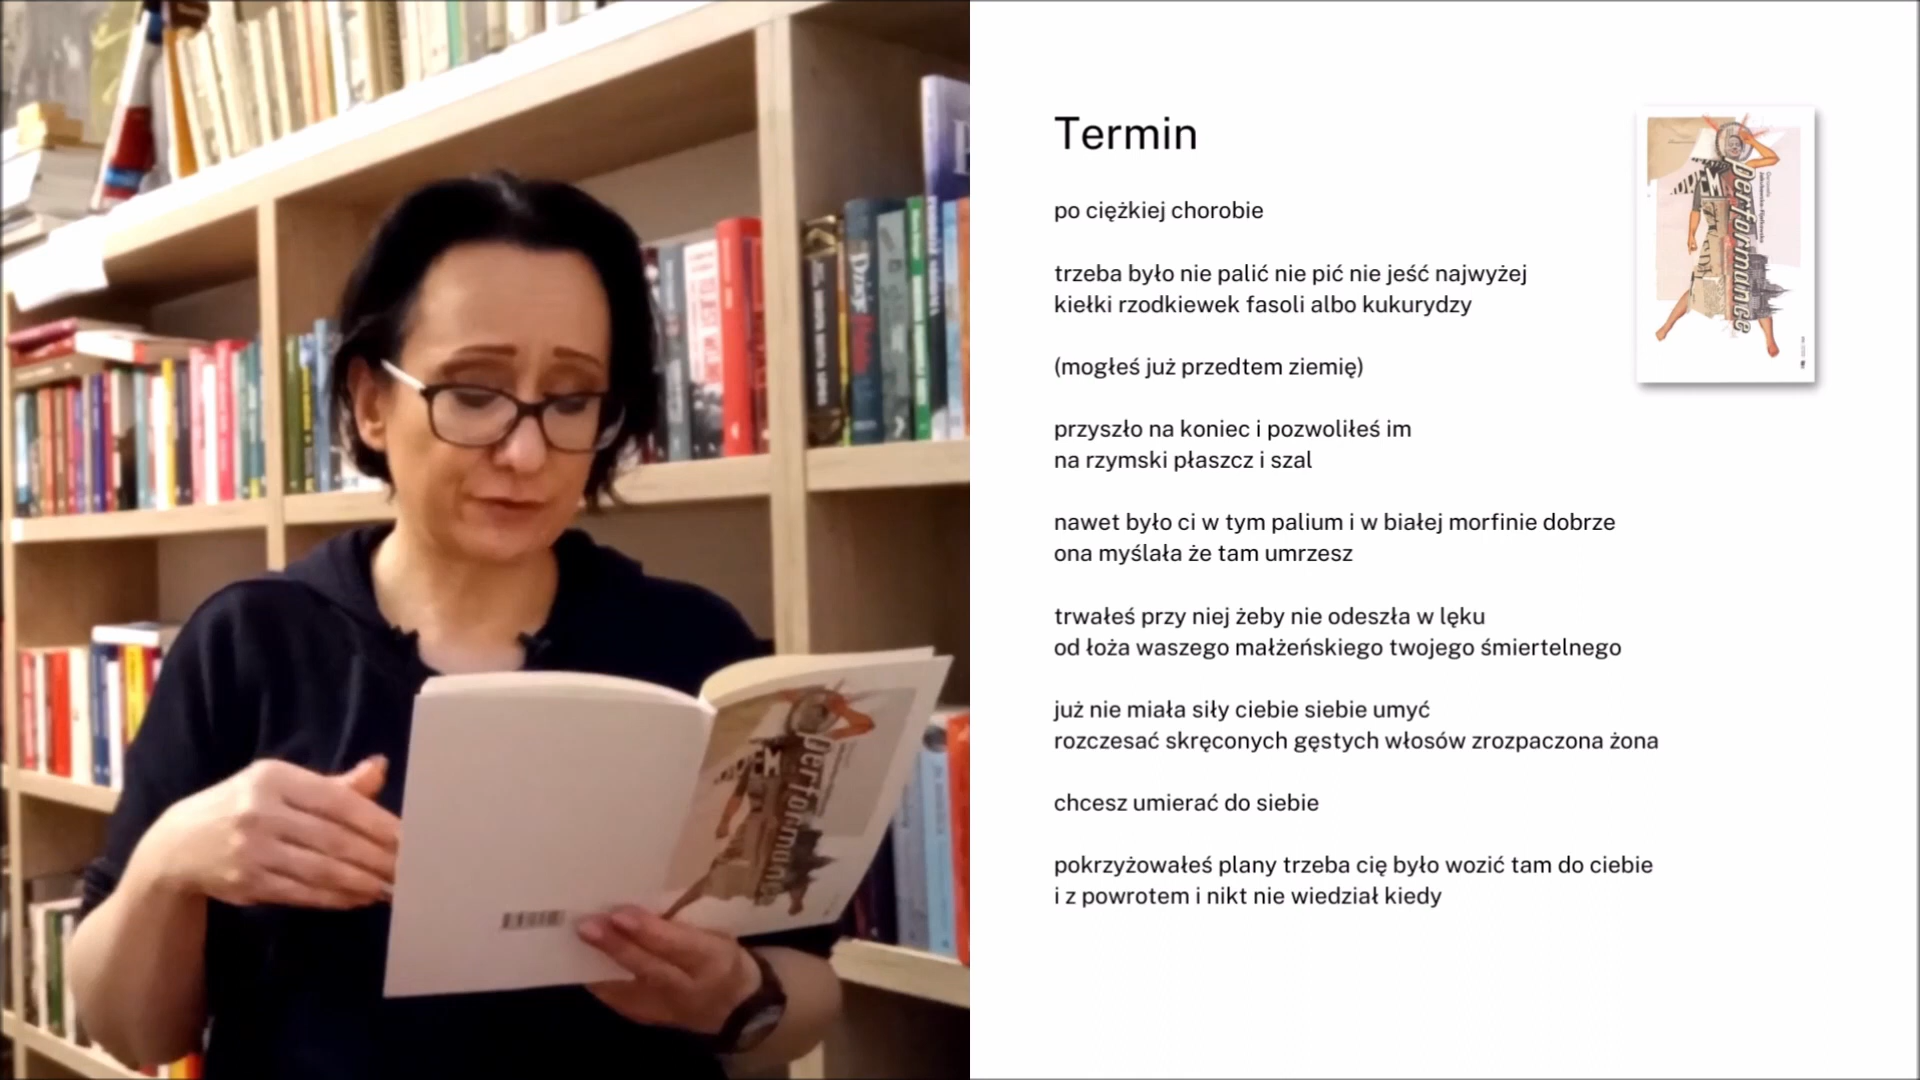 Termin
po ciężkiej chorobie
trzeba było nie palić nie pić nie jeść najwyżej
kiełki rzodkiewek fasoli albo kukurydzy
(mogłeś już przedtem ziemię)
przyszło na koniec i pozwoliłeś im
na rzymski płaszcz i szal
nawet było ci w tym palium i w białej morfinie dobrze
ona myślała że tam umrzesz
trwałeś przy niej żeby nie odeszła w lęku
od łoża waszego małżeńskiego twojego śmiertelnego
już nie miała siły ciebie siebie umyć
rozczesać skręconych gęstych włosów zrozpaczona żona
chcesz umierać do siebie
pokrzyżowałeś plany trzeba cię było wozić tam do ciebie
i z powrotem i nikt nie wiedział kiedy
performance
performance